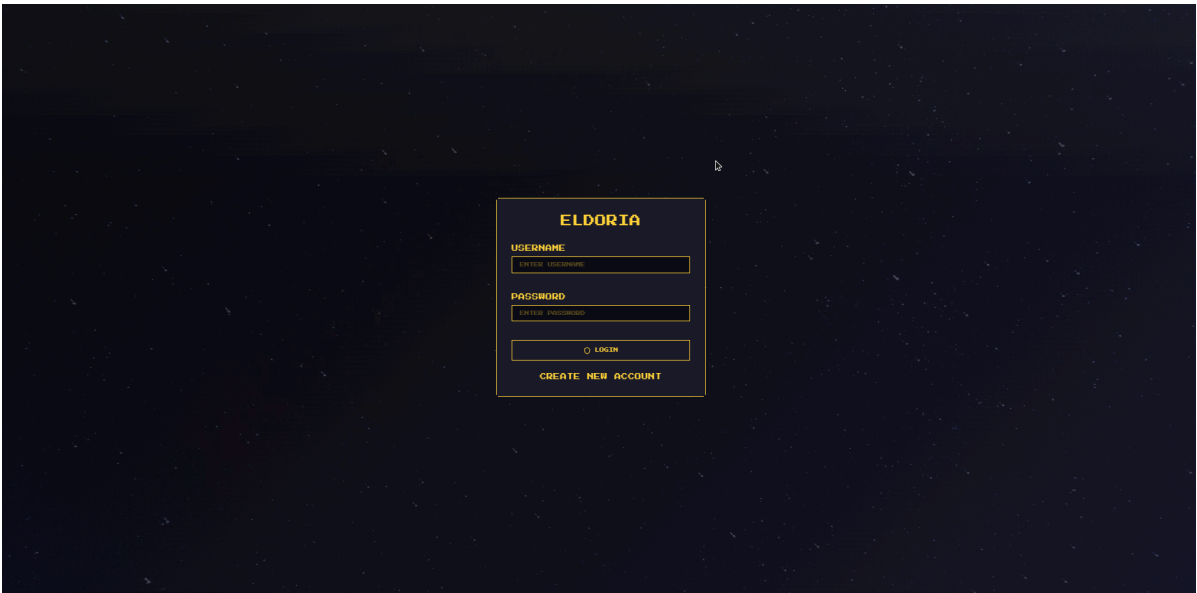 ELDORIA
USERNAME
ENTER USERNAME
PASSWORD
ENTER PASSWORD
LOGIN
CREATE NEW ACCOUNT